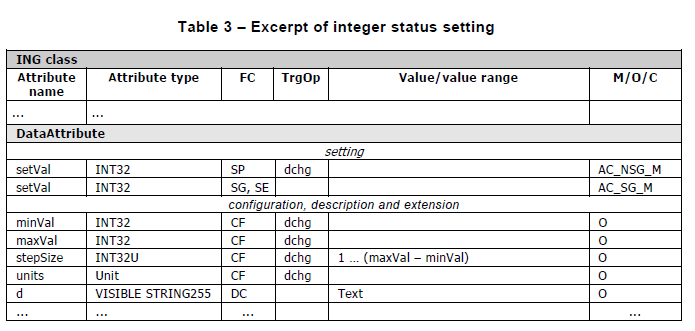 Table 3 – Excerpt of integer status setting
ING class
Attribute name Attribute type FC TrgOp Value/value range M/O/C
... ...
DataAttribute
setting
setVal INT32 SP dchg AC_NSG_M
setVal INT32 SG, SE AC_SG_M
configuration, description and extension
minVal INT32 CF dchg O
maxVal INT32 CF dchg O
stepSize INT32U CF dchg 1 ... (maxVal – minVal) O
units Unit CF dchg O
d VISIBLE STRING255 DC Text O
... ... ... ...